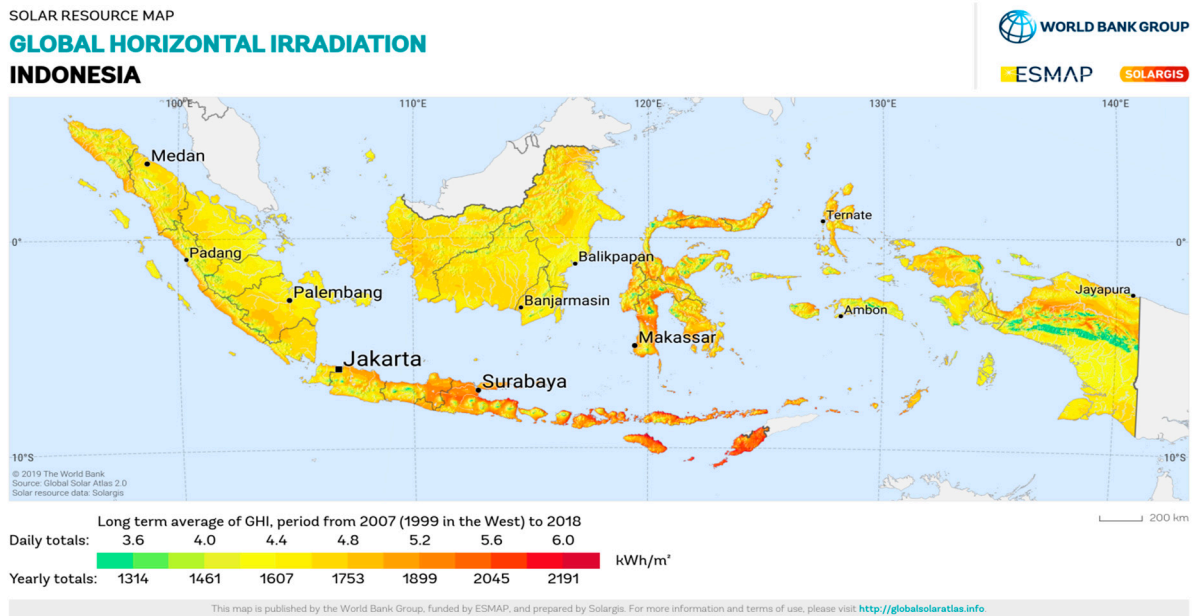 SOLAR RESOURCE MAP
GLOBAL HORIZONTAL IRRADIATION
INDONESIA
WORLD BANK GROUP
ESMAP
SOLARGIS
100°E
110°E
120°E
130°E
140°E
Medan
Ternate
0°
0°
Padang
Balikpapan
Palembang
Jayapura
Banjarmasin
Ambon
Makassar
Jakarta
Surabaya
10°S
10°S
© 2019 The World Bank
Source: Global Solar Atlas 2.0
Solar resource data: Solargis
Long term average of GHI, period from 2007 (1999 in the West) to 2018
200 km
Daily totals: 3.6 4.0 4.4 4.8 5.2 5.6 6.0
kWh/m²
Yearly totals: 1314 1461 1607 1753 1899 2045 2191
This map is published by the World Bank Group, funded by ESMAP, and prepared by Solargis. For more information and terms of use, please visit http://globalsolaratlas.info.